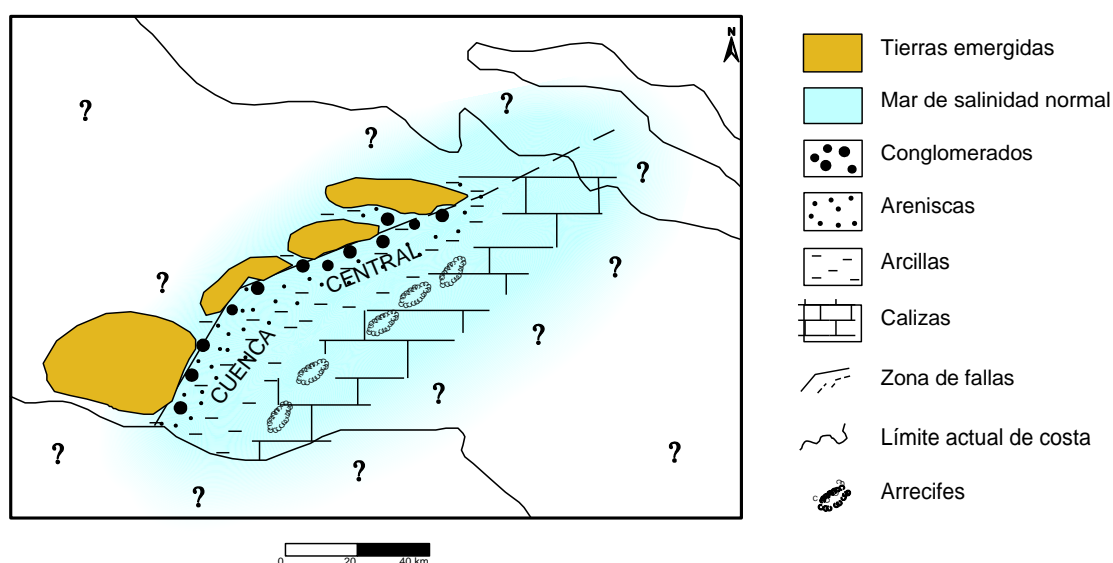 N
?
?
?
?
?
?
?
?
?
?
?
?
CUENCA
CENTRAL
0 20 40 km
Tierras emergidas
Mar de salinidad normal
Conglomerados
Areniscas
Arcillas
Calizas
Zona de fallas
Límite actual de costa
Arrecifes